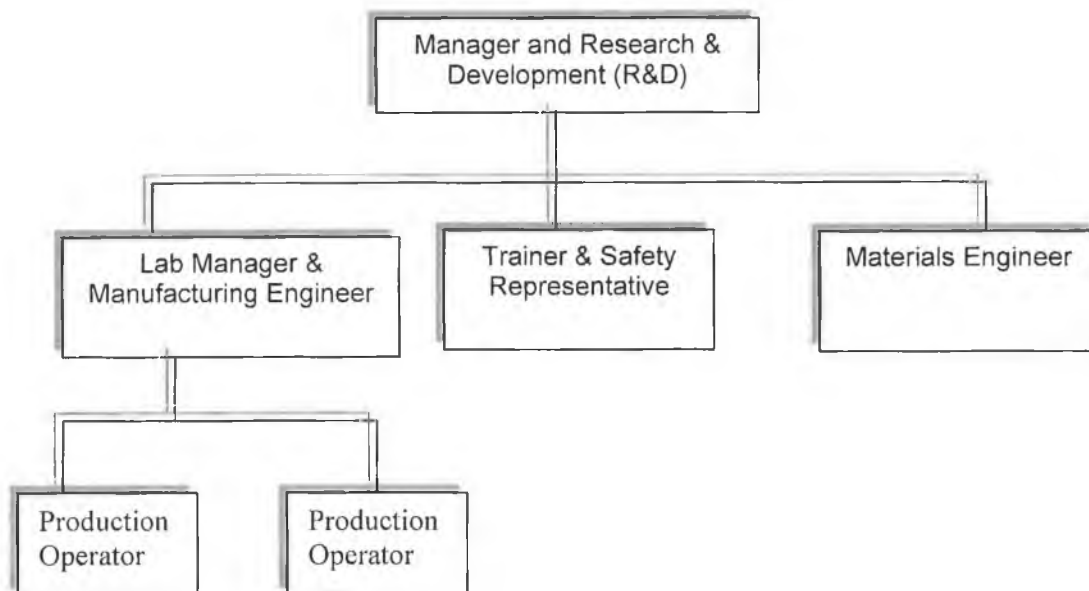 Manager and Research &
Development (R&D)
Lab Manager &
Manufacturing Engineer
Trainer & Safety
Representative
Materials Engineer
Production
Operator
Production
Operator